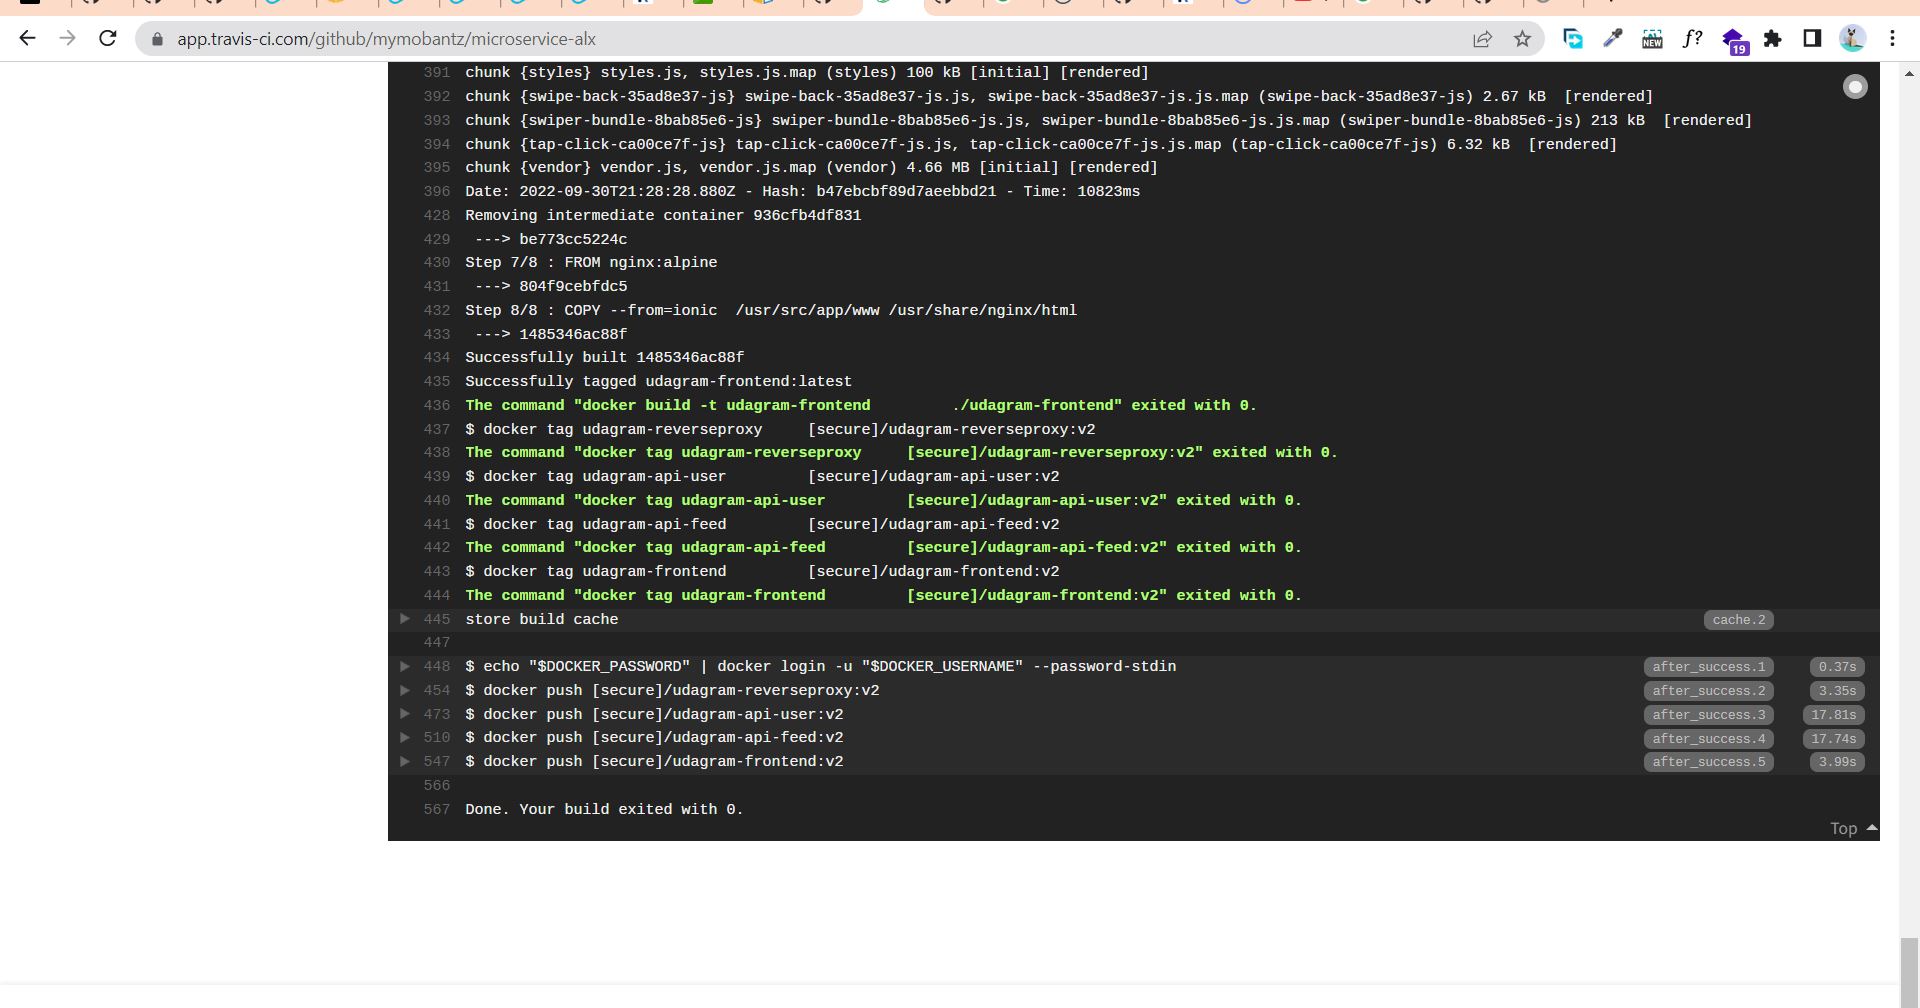 app.travis-ci.com/github/mymobantz/microservice-alx
NEW
f?
19
391 chunk {styles} styles.js, styles.js.map (styles) 100 kB [initial] [rendered]
392 chunk {swipe-back-35ad8e37-js} swipe-back-35ad8e37-js.js, swipe-back-35ad8e37-js.js.map (swipe-back-35ad8e37-js) 2.67 kB  [rendered]
393 chunk {swiper-bundle-8bab85e6-js} swiper-bundle-8bab85e6-js.js, swiper-bundle-8bab85e6-js.js.map (swiper-bundle-8bab85e6-js) 213 kB  [rendered]
394 chunk {tap-click-ca00ce7f-js} tap-click-ca00ce7f-js.js, tap-click-ca00ce7f-js.js.map (tap-click-ca00ce7f-js) 6.32 kB  [rendered]
395 chunk {vendor} vendor.js, vendor.js.map (vendor) 4.66 MB [initial] [rendered]
396 Date: 2022-09-30T21:28:28.880Z - Hash: b47ebcbf89d7aeebbd21 - Time: 10823ms
428 Removing intermediate container 936cfb4df831
429  ---> be773cc5224c
430 Step 7/8 : FROM nginx:alpine
431  ---> 804f9cebfdc5
432 Step 8/8 : COPY --from=ionic  /usr/src/app/www /usr/share/nginx/html
433  ---> 1485346ac88f
434 Successfully built 1485346ac88f
435 Successfully tagged udagram-frontend:latest
436 The command "docker build -t udagram-frontend         ./udagram-frontend" exited with 0.
437 $ docker tag udagram-reverseproxy     [secure]/udagram-reverseproxy:v2
438 The command "docker tag udagram-reverseproxy     [secure]/udagram-reverseproxy:v2" exited with 0.
439 $ docker tag udagram-api-user         [secure]/udagram-api-user:v2
440 The command "docker tag udagram-api-user         [secure]/udagram-api-user:v2" exited with 0.
441 $ docker tag udagram-api-feed         [secure]/udagram-api-feed:v2
442 The command "docker tag udagram-api-feed         [secure]/udagram-api-feed:v2" exited with 0.
443 $ docker tag udagram-frontend         [secure]/udagram-frontend:v2
444 The command "docker tag udagram-frontend         [secure]/udagram-frontend:v2" exited with 0.
445 store build cache cache.2
447
448 $ echo "$DOCKER_PASSWORD" | docker login -u "$DOCKER_USERNAME" --password-stdin after_success.1 0.37s
454 $ docker push [secure]/udagram-reverseproxy:v2 after_success.2 3.35s
473 $ docker push [secure]/udagram-api-user:v2 after_success.3 17.81s
510 $ docker push [secure]/udagram-api-feed:v2 after_success.4 17.74s
547 $ docker push [secure]/udagram-frontend:v2 after_success.5 3.99s
566
567 Done. Your build exited with 0.
Top